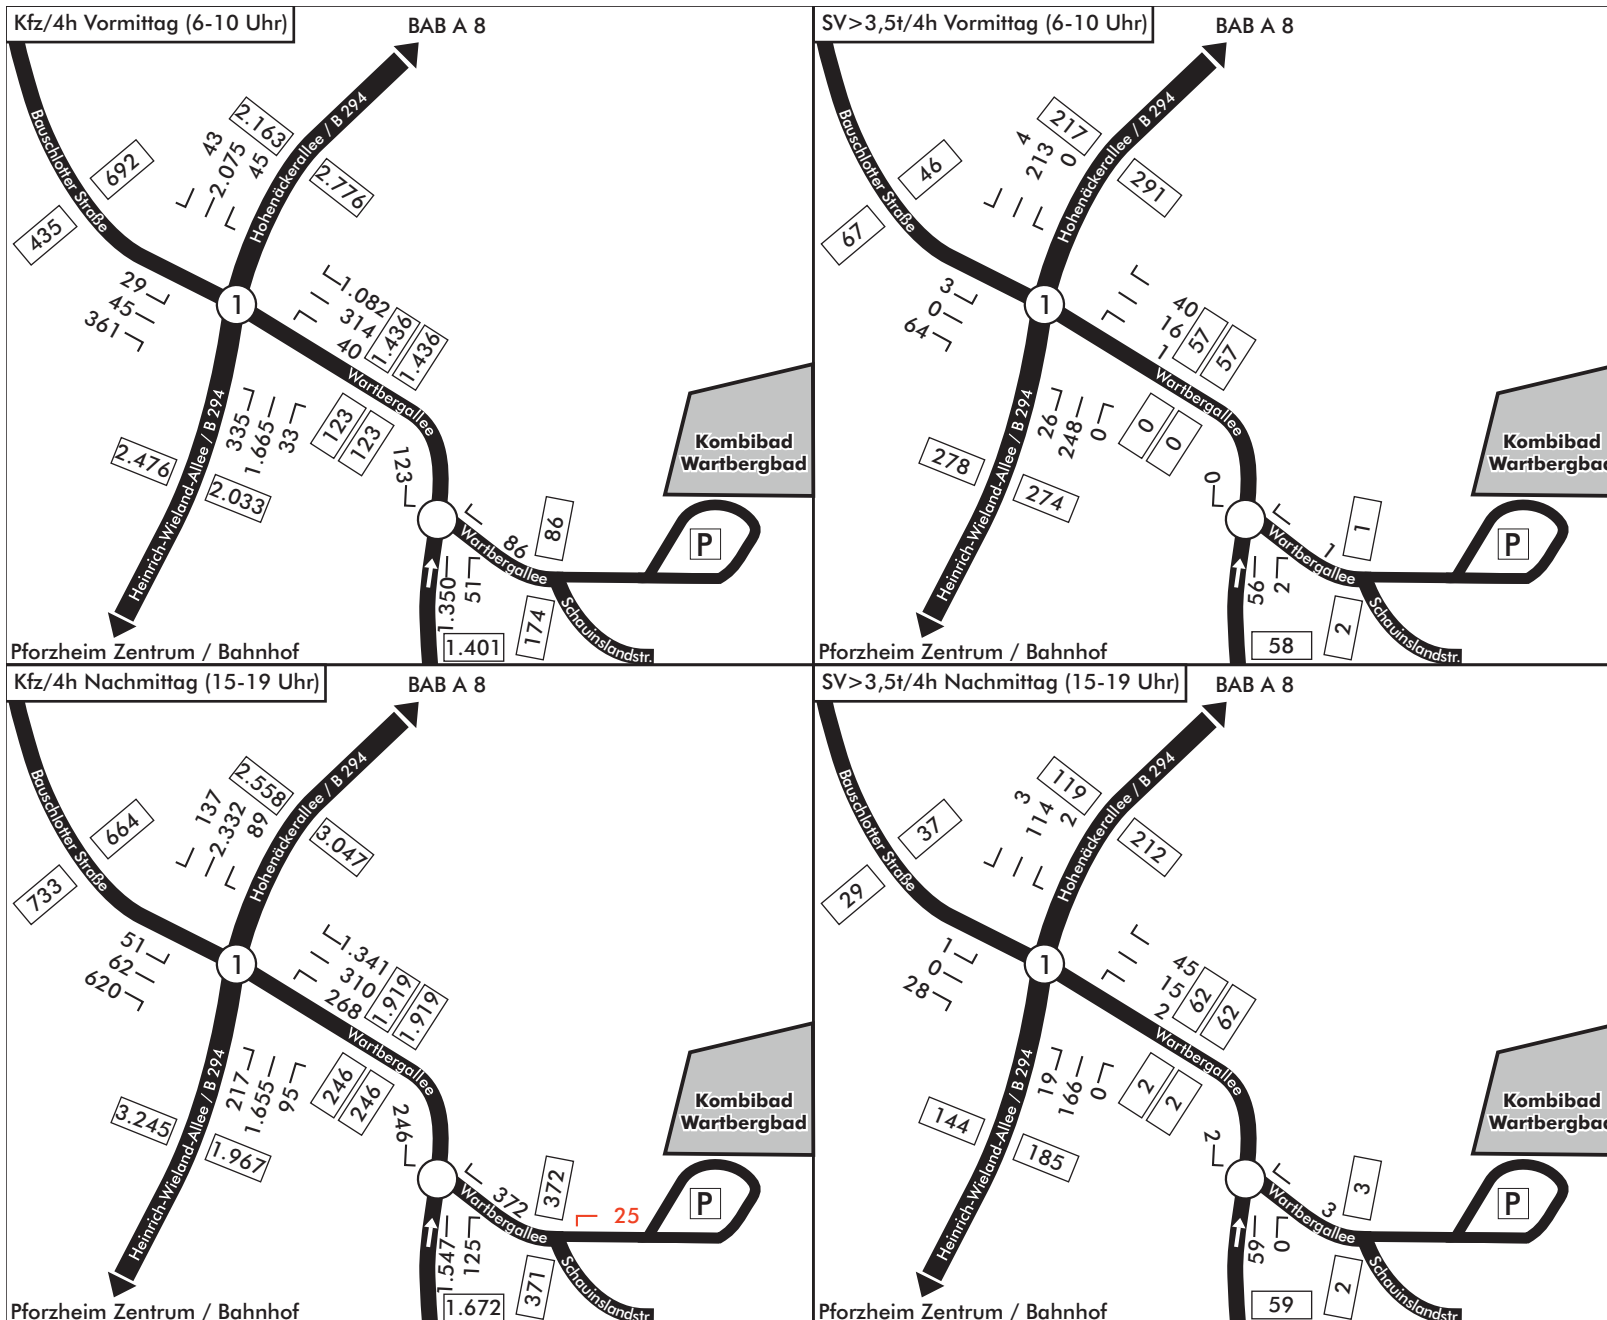 Kfz/4h Vormittag (6-10 Uhr)
BAB A 8
Bauschlotter Straße
Hohenäckerallee / B 294
692
435
43
2.075
45
2.163
2.776
29
45
361
1
1.082
314
40
1.436
1.436
Wartbergallee
335
1.665
33
123
123
123
2.476
2.033
Heinrich-Wieland-Allee / B 294
Kombibad
Wartbergbad
P
86
86
Wartbergallee
1.350
51
174
1.401
Schauinslandstr.
Pforzheim Zentrum / Bahnhof
SV>3,5t/4h Vormittag (6-10 Uhr)
BAB A 8
Bauschlotter Straße
Hohenäckerallee / B 294
46
67
4
213
0
217
291
3
0
64
1
40
16
1
57
57
Wartbergallee
26
248
0
0
0
0
278
274
Heinrich-Wieland-Allee / B 294
Kombibad
Wartbergbad
P
1
1
Wartbergallee
56
2
2
58
Schauinslandstr.
Pforzheim Zentrum / Bahnhof
Kfz/4h Nachmittag (15-19 Uhr)
BAB A 8
Bauschlotter Straße
Hohenäckerallee / B 294
664
733
137
2.332
89
2.558
3.047
51
62
620
1
1.341
310
268
1.919
1.919
Wartbergallee
217
1.655
95
246
246
246
3.245
1.967
Heinrich-Wieland-Allee / B 294
Kombibad
Wartbergbad
P
372
372
25
Wartbergallee
1.547
125
371
1.672
Schauinslandstr.
Pforzheim Zentrum / Bahnhof
SV>3,5t/4h Nachmittag (15-19 Uhr)
BAB A 8
Bauschlotter Straße
Hohenäckerallee / B 294
37
29
3
114
2
119
212
1
0
28
1
45
15
2
62
62
Wartbergallee
19
166
0
2
2
2
144
185
Heinrich-Wieland-Allee / B 294
Kombibad
Wartbergbad
P
3
3
Wartbergallee
59
0
2
59
Schauinslandstr.
Pforzheim Zentrum / Bahnhof